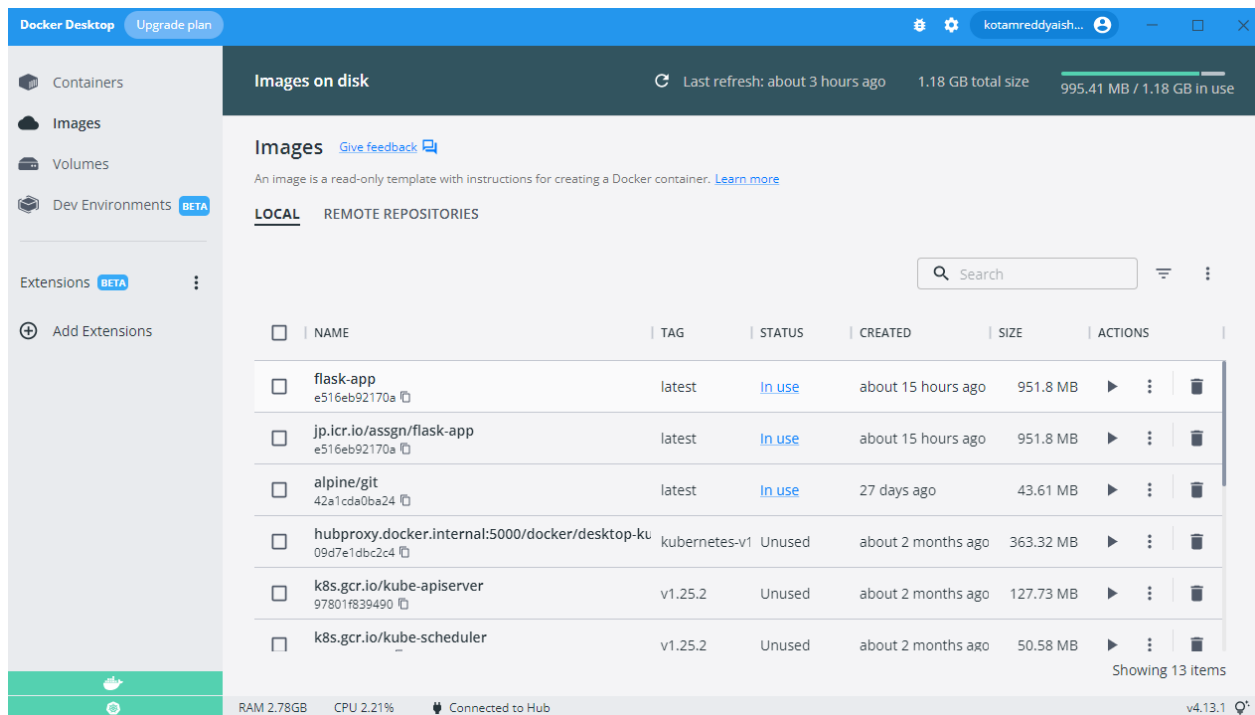 Docker Desktop Upgrade plan kotamreddyaish...
Containers
Images
Volumes
Dev Environments BETA
Extensions BETA
Add Extensions
Images on disk Last refresh: about 3 hours ago 1.18 GB total size 995.41 MB / 1.18 GB in use
Images Give feedback
An image is a read-only template with instructions for creating a Docker container. Learn more
LOCAL REMOTE REPOSITORIES
Search
NAME TAG STATUS CREATED SIZE ACTIONS
flask-app latest In use about 15 hours ago 951.8 MB
e516eb92170a
jp.icr.io/assgn/flask-app latest In use about 15 hours ago 951.8 MB
e516eb92170a
alpine/git latest In use 27 days ago 43.61 MB
42a1cda0ba24
hubproxy.docker.internal:5000/docker/desktop-ku kubernetes-v1 Unused about 2 months ago 363.32 MB
09d7e1dbc2c4
k8s.gcr.io/kube-apiserver v1.25.2 Unused about 2 months ago 127.73 MB
97801f839490
k8s.gcr.io/kube-scheduler v1.25.2 Unused about 2 months ago 50.58 MB
Showing 13 items
RAM 2.78GB CPU 2.21% Connected to Hub v4.13.1